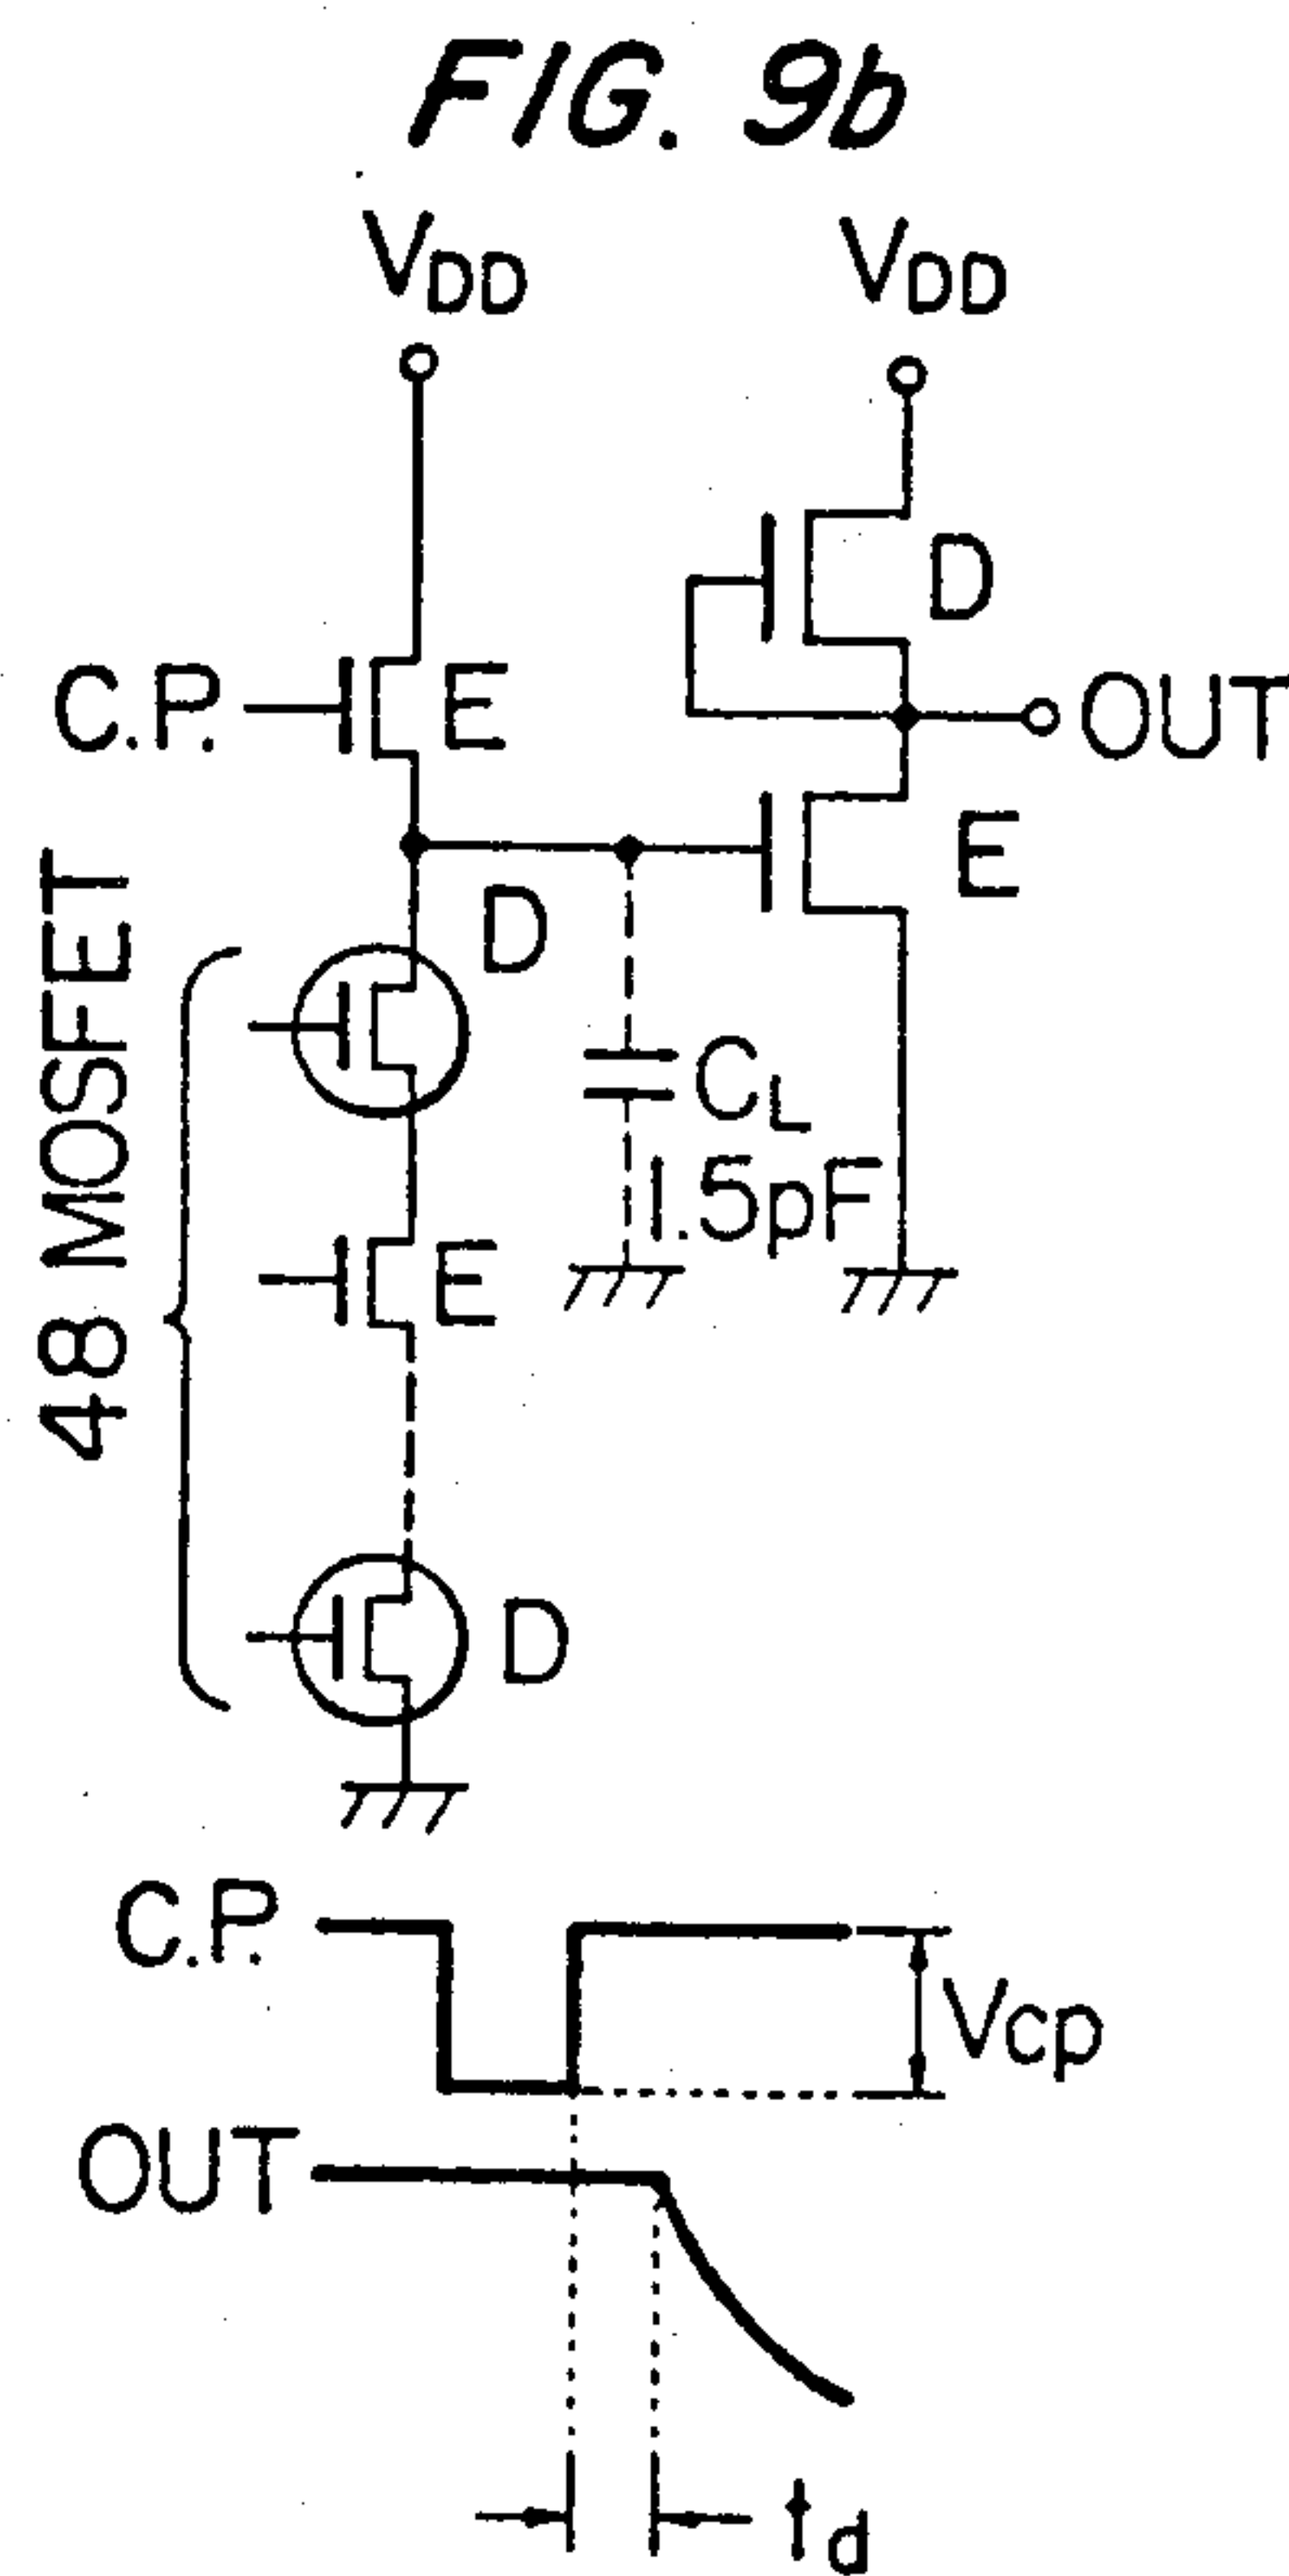 FIG. 9b
VDD
VDD
D
C.P.
E
OUT
E
D
48 MOSFET
CL
1.5pF
E
D
C.P.
Vcp
OUT
td